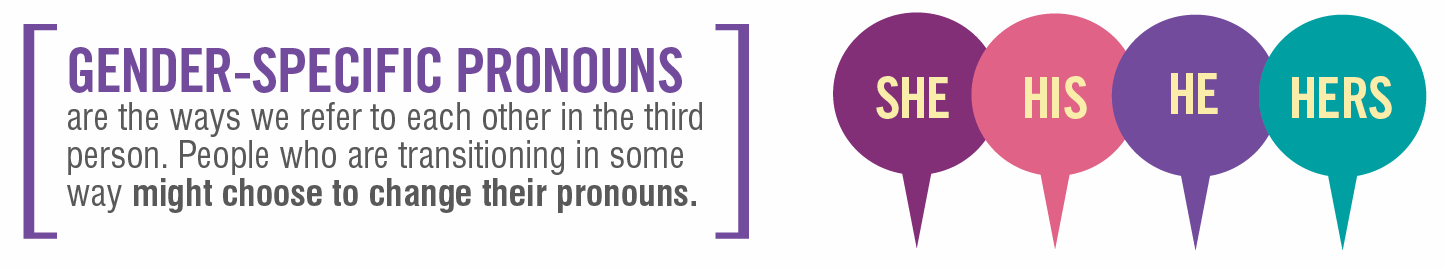 GENDER-SPECIFIC PRONOUNS
are the ways we refer to each other in the third
person. People who are transitioning in some
way might choose to change their pronouns.
SHE
HIS
HE
HERS